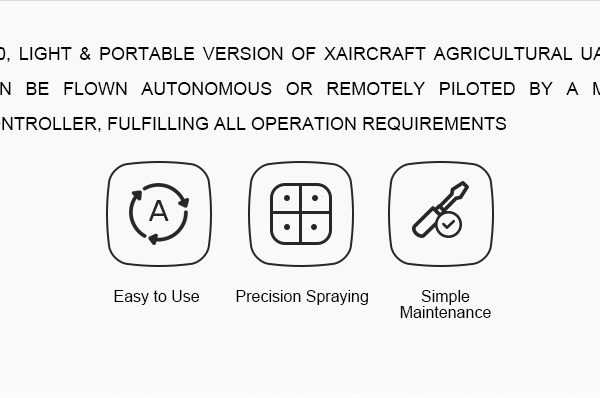 0, LIGHT & PORTABLE VERSION OF XAIRCRAFT AGRICULTURAL UA
N BE FLOWN AUTONOMOUS OR REMOTELY PILOTED BY A M
NTROLLER, FULFILLING ALL OPERATION REQUIREMENTS
A
Easy to Use
Precision Spraying
Simple
Maintenance